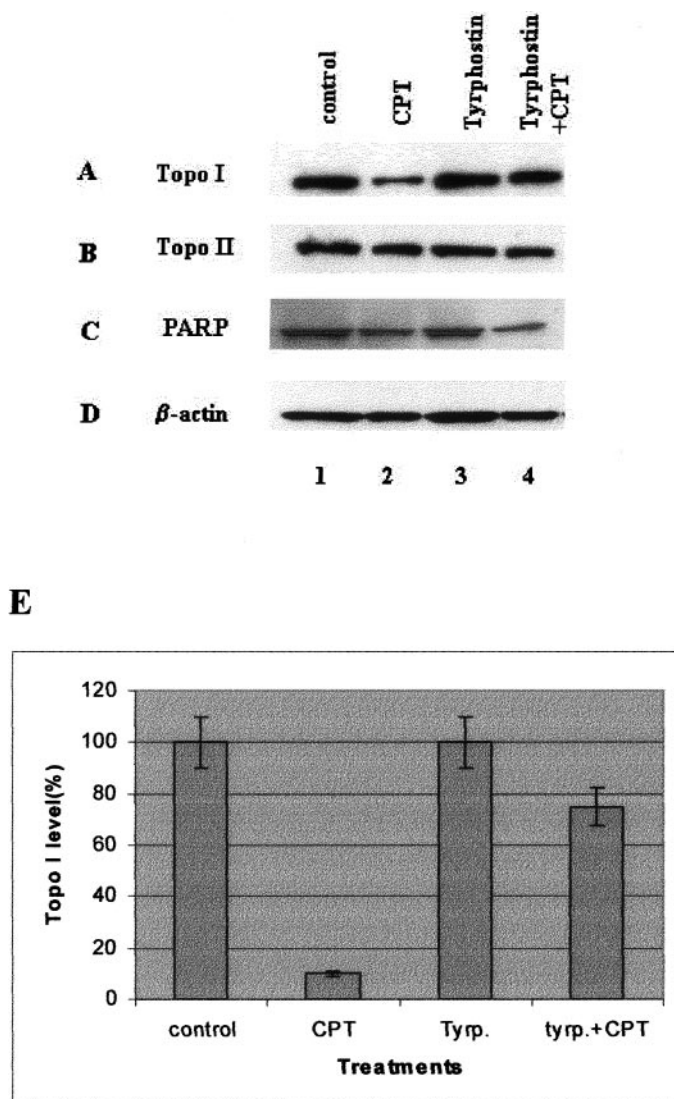 control
CPT
Tyrphostin
Tyrphostin
+CPT
A Topo I
B Topo II
C PARP
D β-actin
1 2 3 4
E
120
100
80
60
40
20
0
Topo I level(%)
control CPT Tyrp. tyrp.+CPT
Treatments